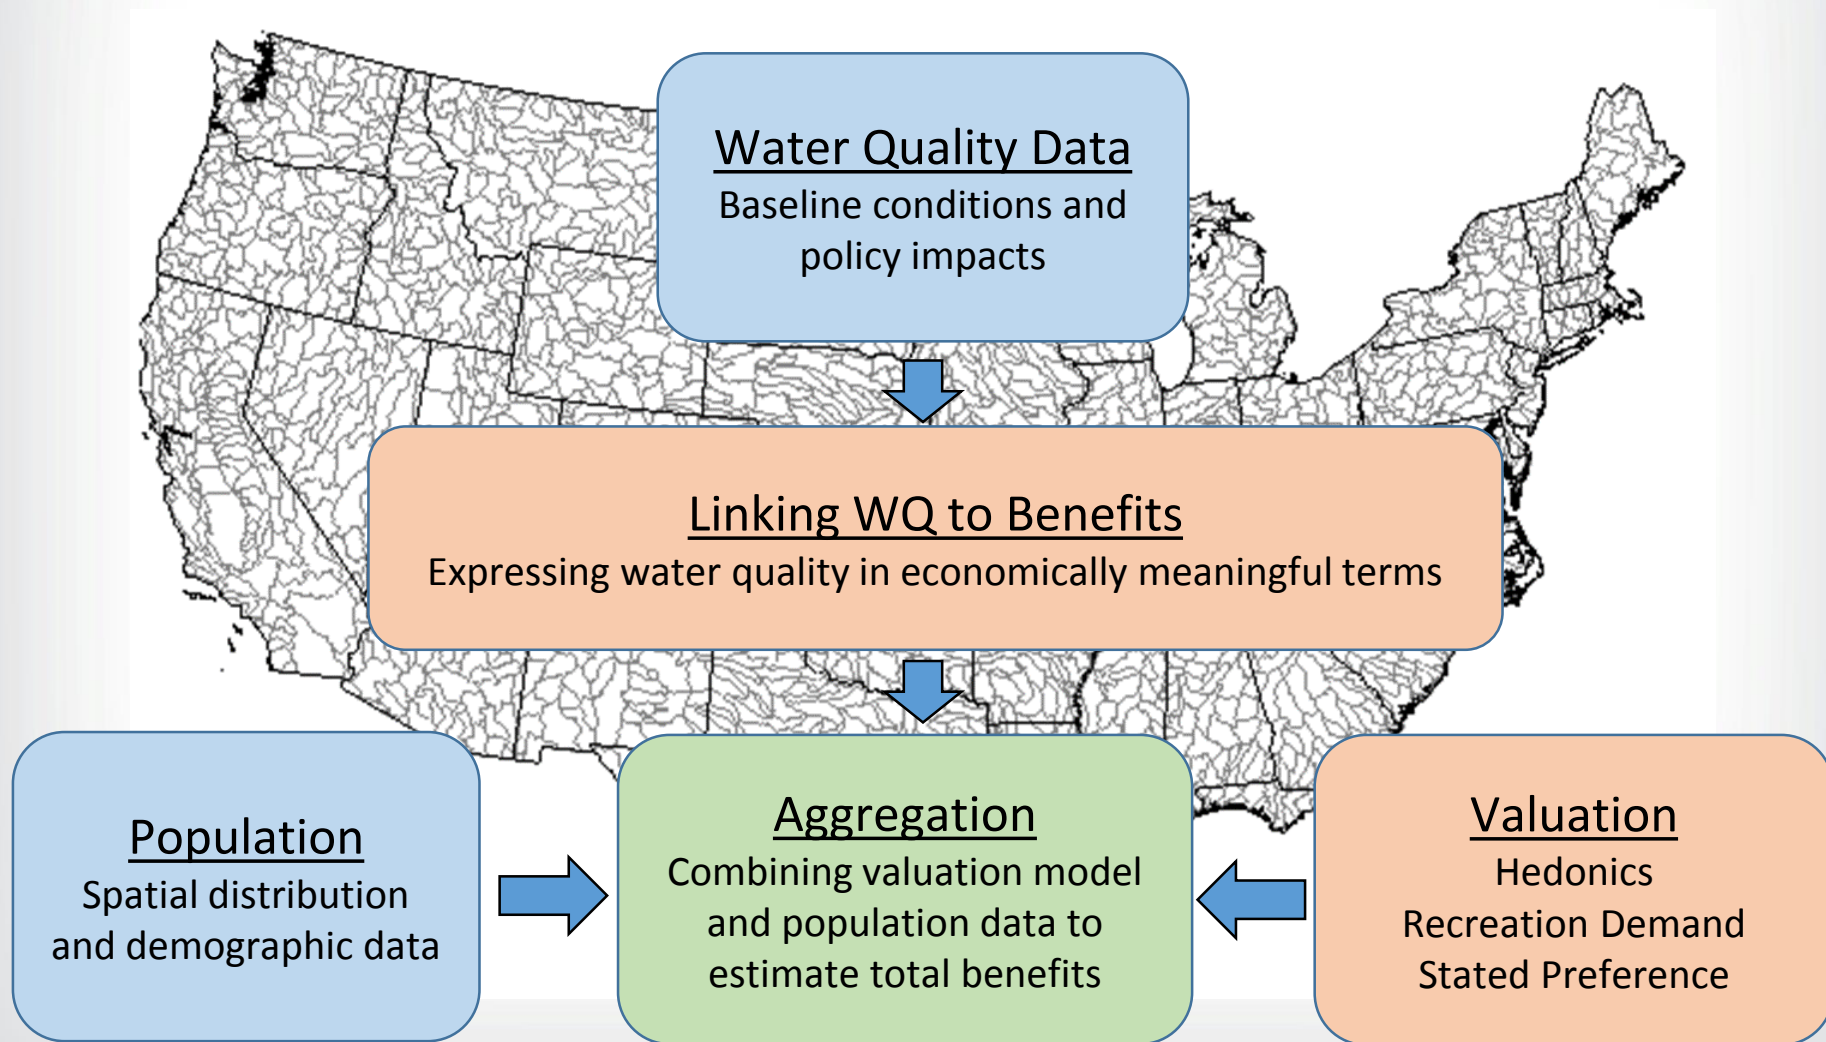 Water Quality Data
Baseline conditions and
policy impacts
Linking WQ to Benefits
Expressing water quality in economically meaningful terms
Population
Spatial distribution
and demographic data
Aggregation
Combining valuation model
and population data to
estimate total benefits
Valuation
Hedonics
Recreation Demand
Stated Preference